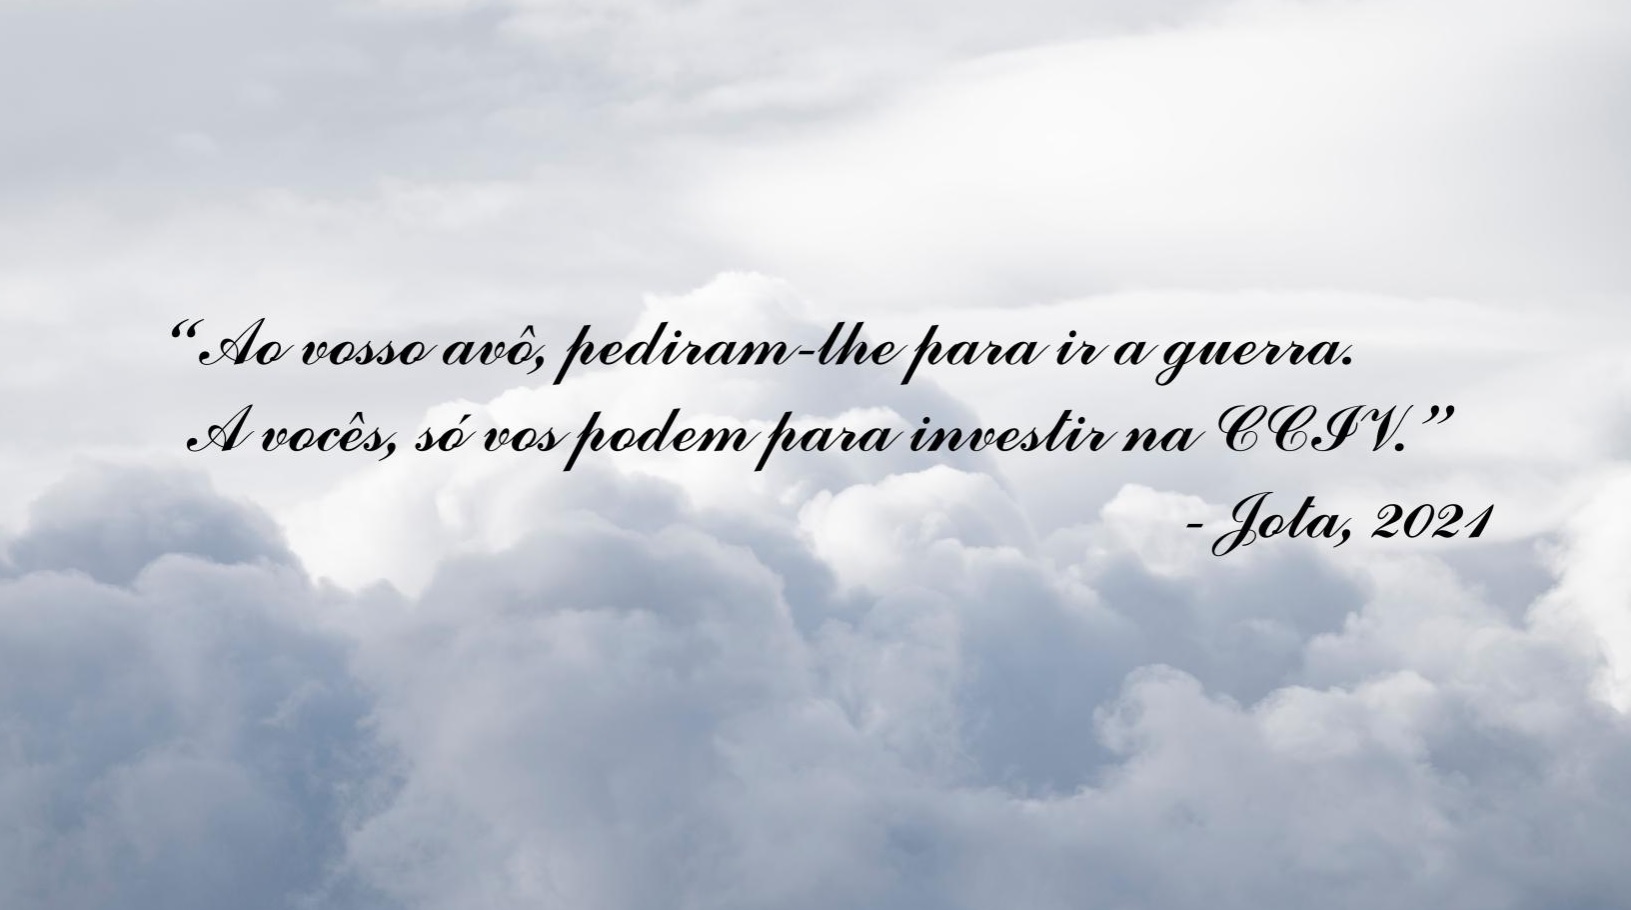 “Ao vosso avô, pediram-lhe para ir a guerra.
A vocês, só vos podem para investir na CCIV.”
- Jota, 2021